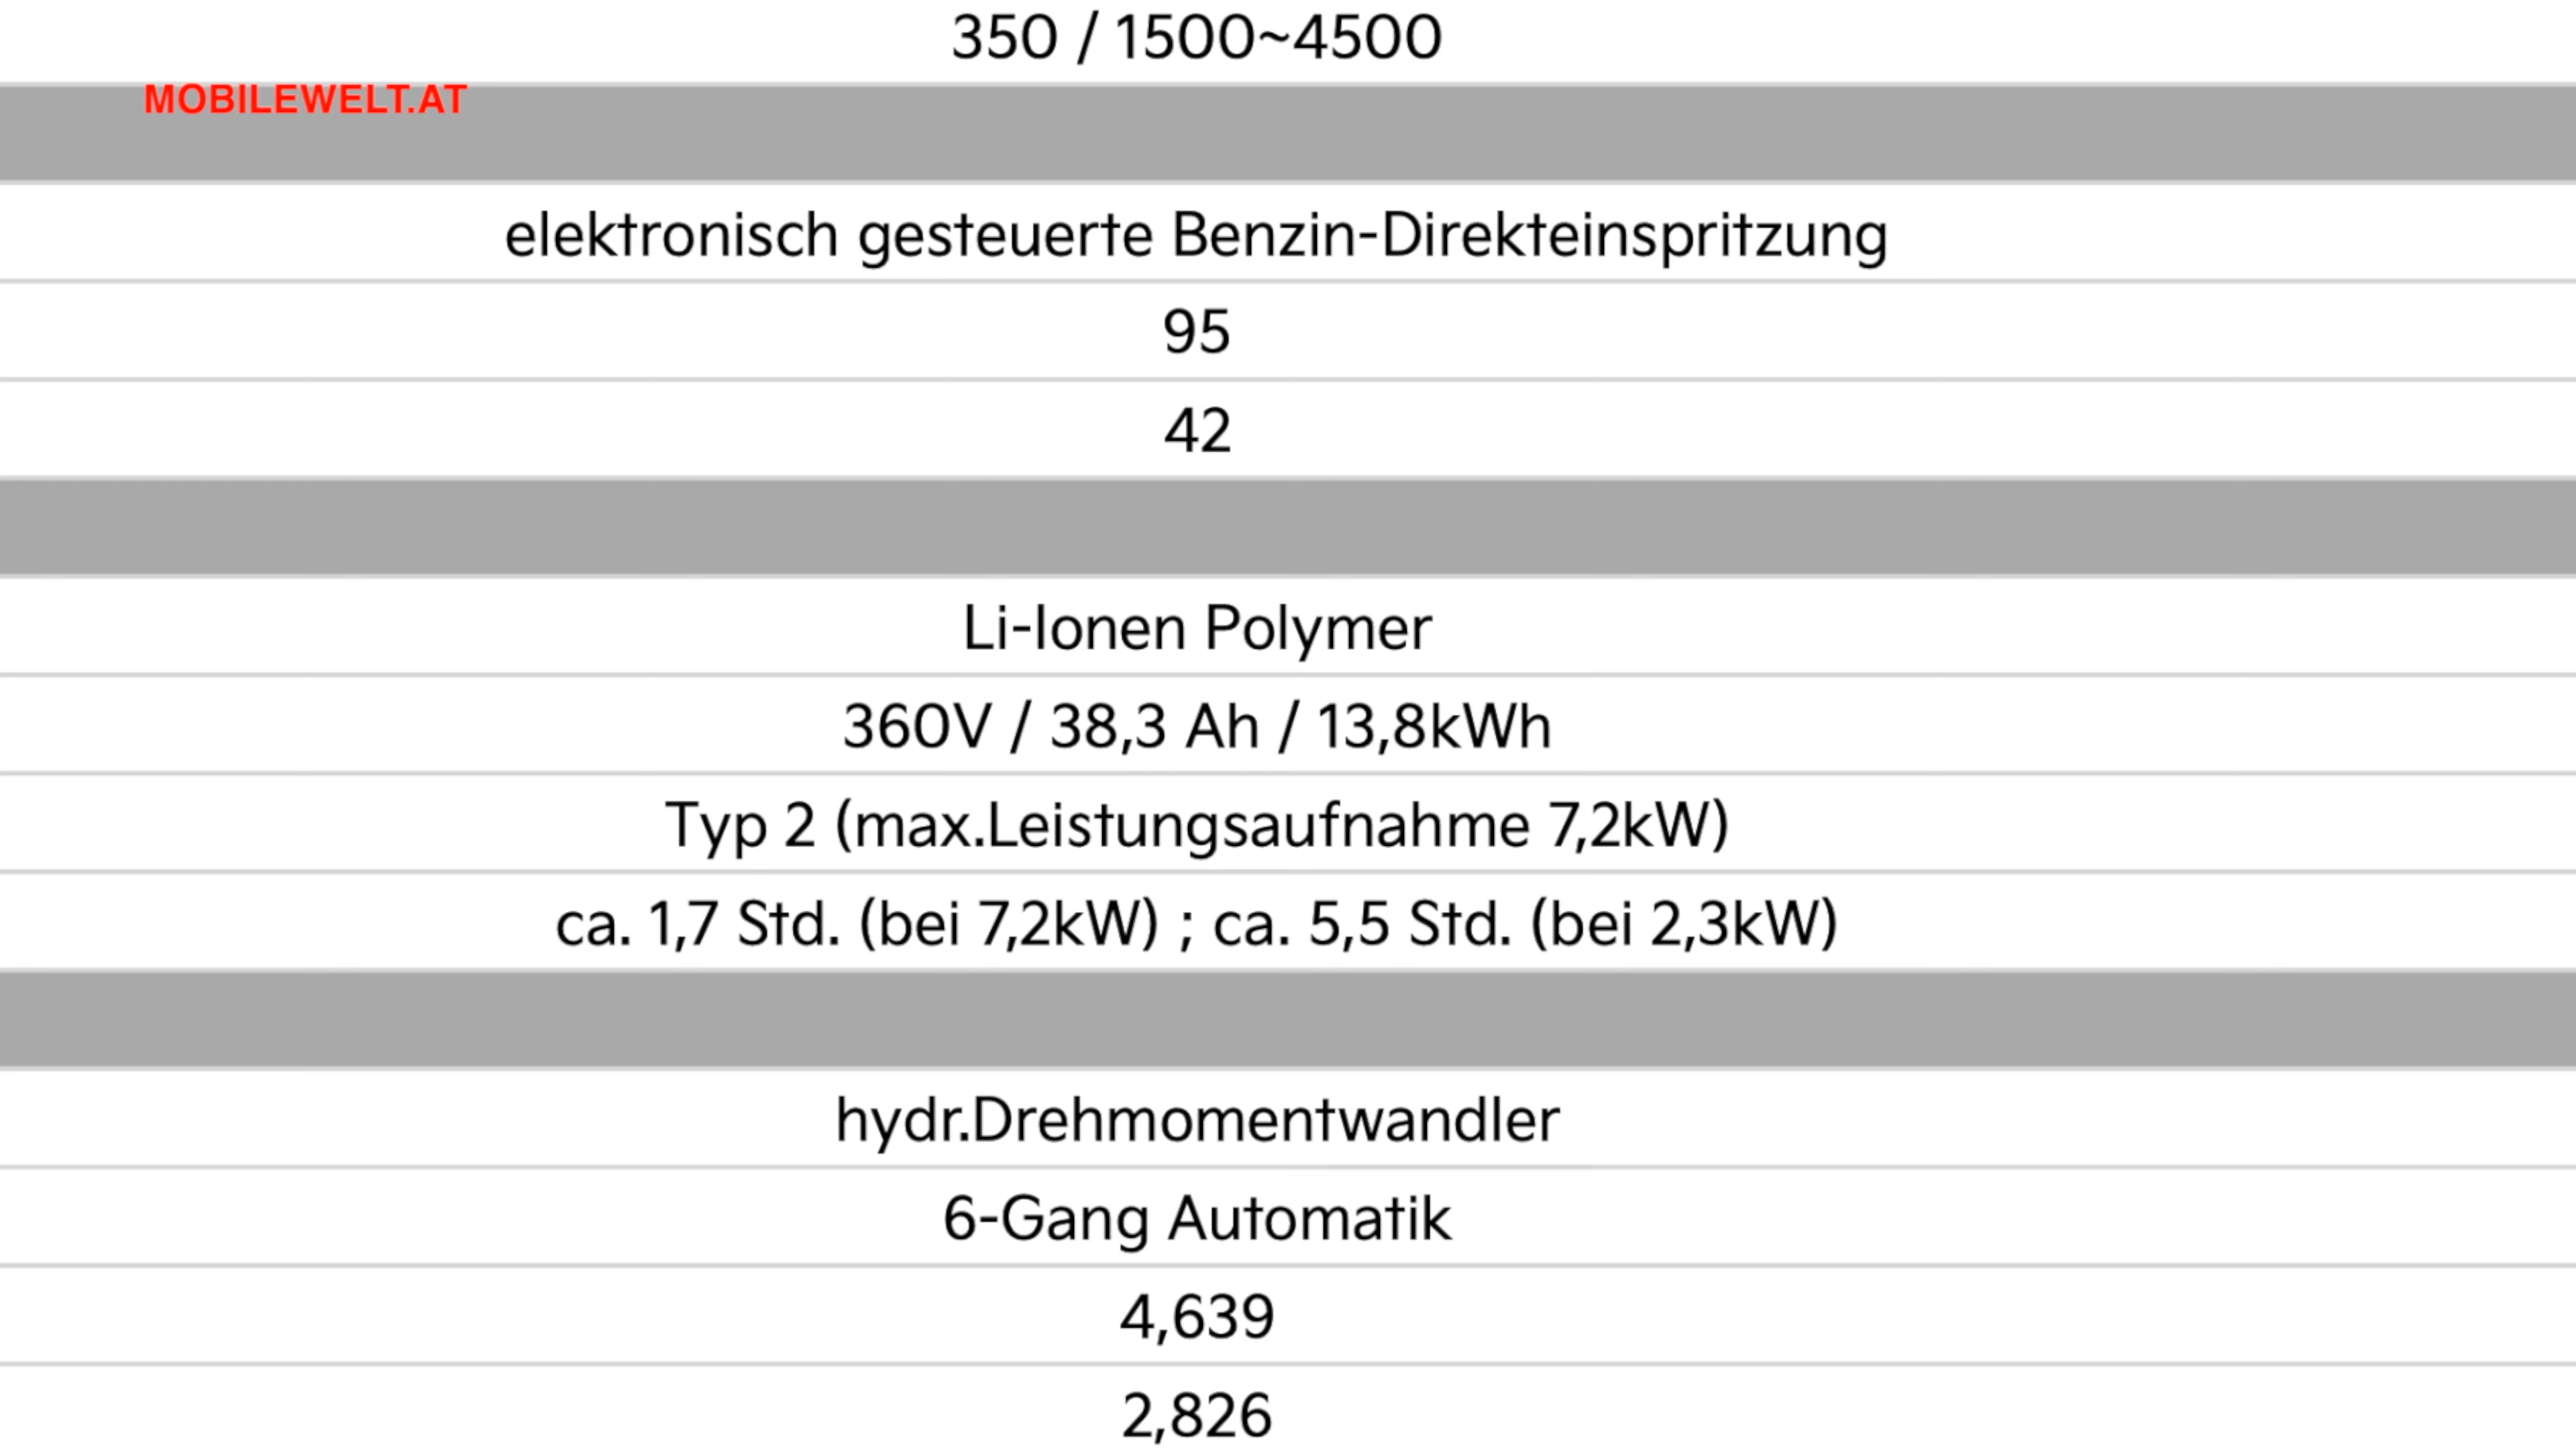 350 / 1500~4500
MOBILEWELT.AT
elektronisch gesteuerte Benzin-Direkteinspritzung
95
42
Li-Ionen Polymer
360V / 38,3 Ah / 13,8kWh
Typ 2 (max.Leistungsaufnahme 7,2kW)
ca. 1,7 Std. (bei 7,2kW) ; ca. 5,5 Std. (bei 2,3kW)
hydr.Drehmomentwandler
6-Gang Automatik
4,639
2,826